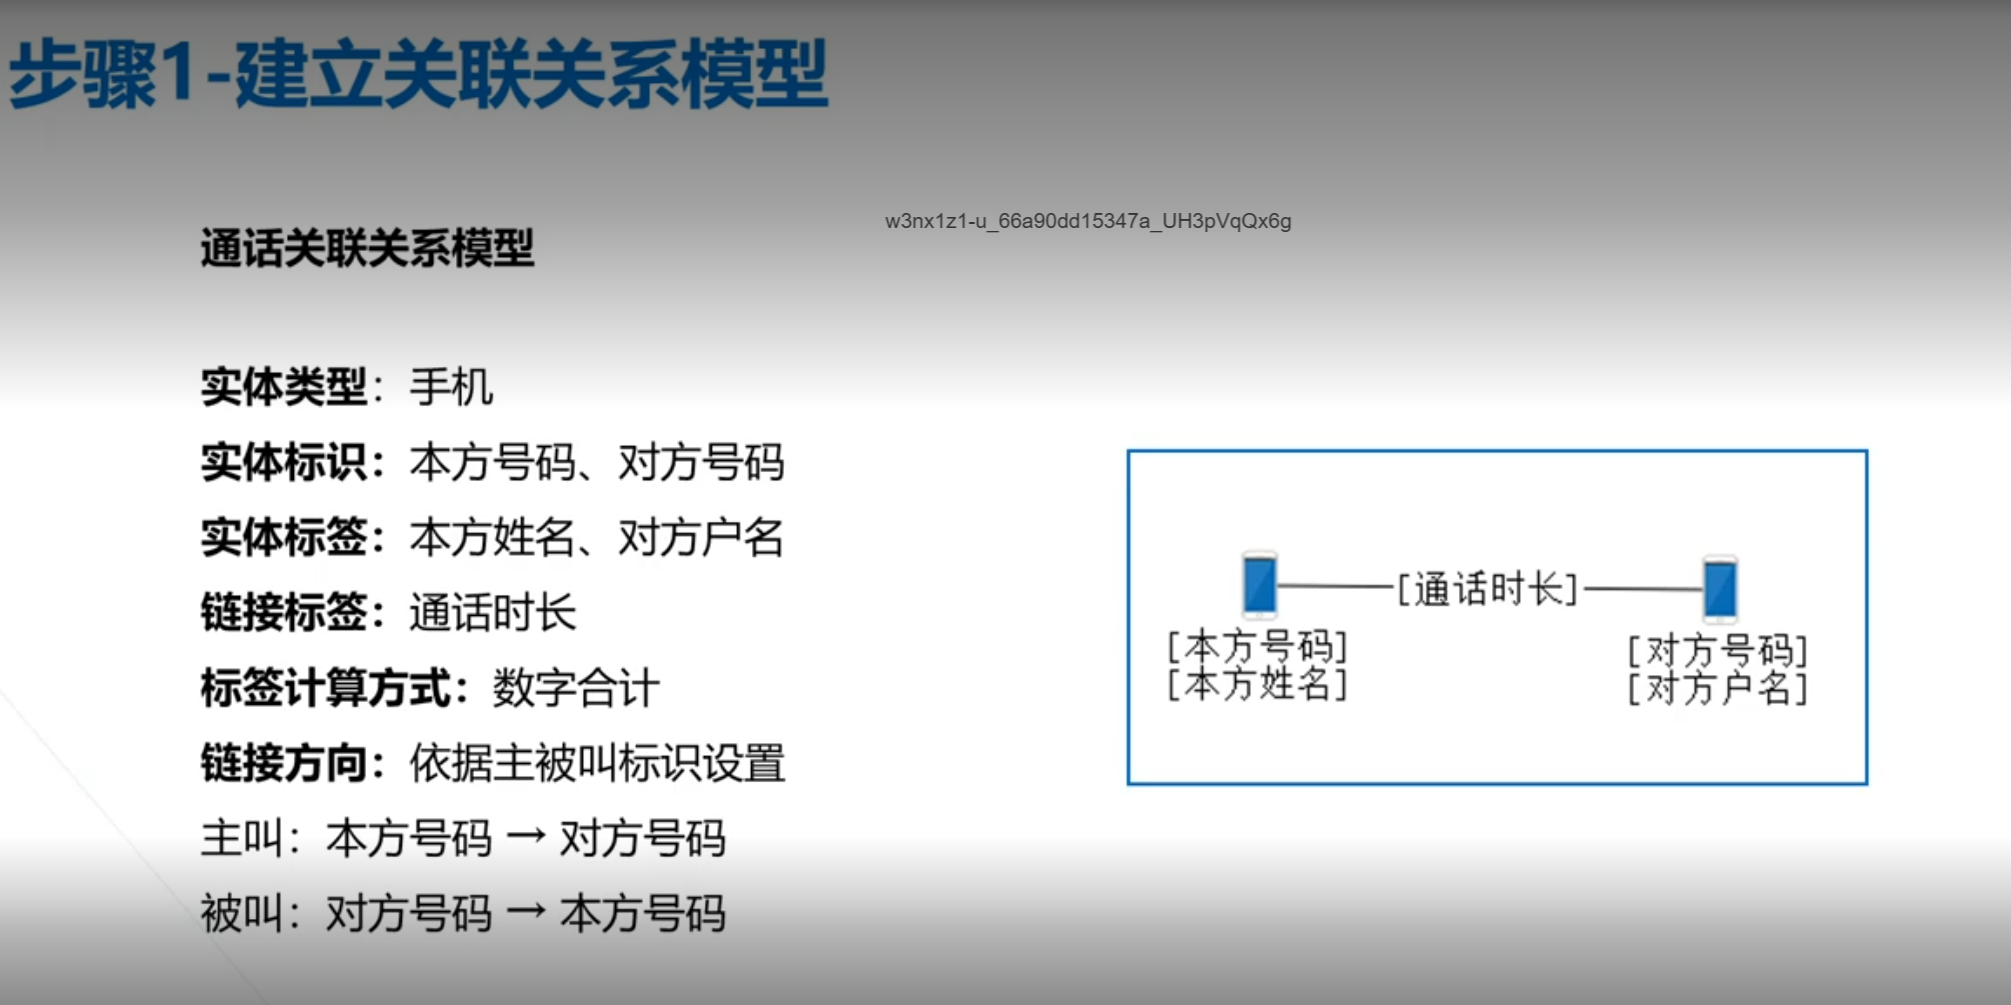 步骤1-建立关联关系模型
w3nx1z1-u_66a90dd15347a_UH3pVqQx6g
通话关联关系模型
实体类型：手机
实体标识：本方号码、对方号码
实体标签：本方姓名、对方户名
链接标签：通话时长
标签计算方式：数字合计
链接方向：依据主被叫标识设置
主叫：本方号码 → 对方号码
被叫：对方号码 → 本方号码
[通话时长]
[本方号码]
[本方姓名]
[对方号码]
[对方户名]